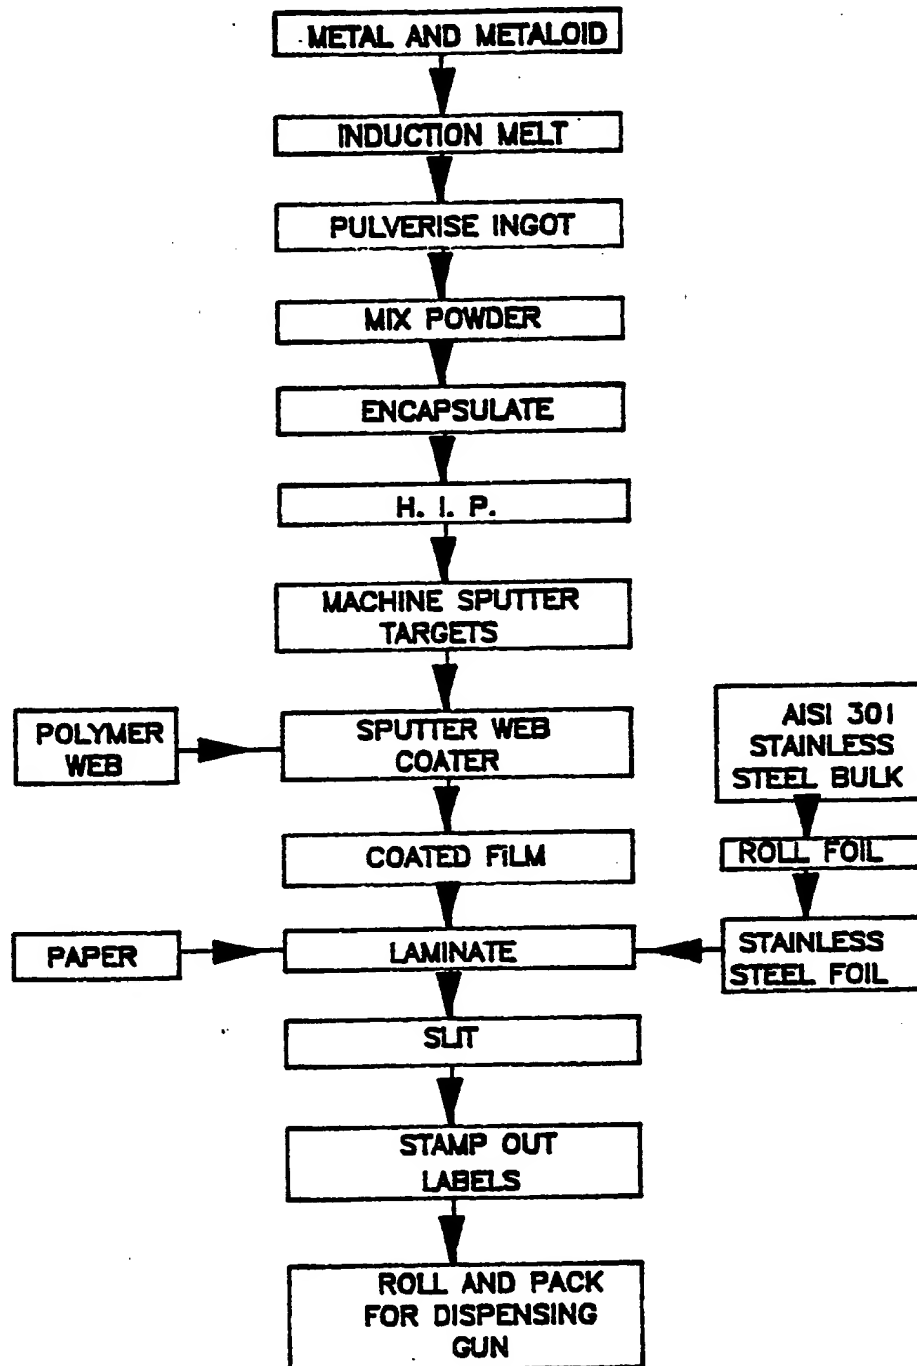 METAL AND METALOID
INDUCTION MELT
PULVERISE INGOT
MIX POWDER
ENCAPSULATE
H. I. P.
MACHINE SPUTTER
TARGETS
POLYMER
WEB
SPUTTER WEB
COATER
AISI 301
STAINLESS
STEEL BULK
COATED FILM
ROLL FOIL
PAPER
LAMINATE
STAINLESS
STEEL FOIL
SLIT
STAMP OUT
LABELS
ROLL AND PACK
FOR DISPENSING
GUN